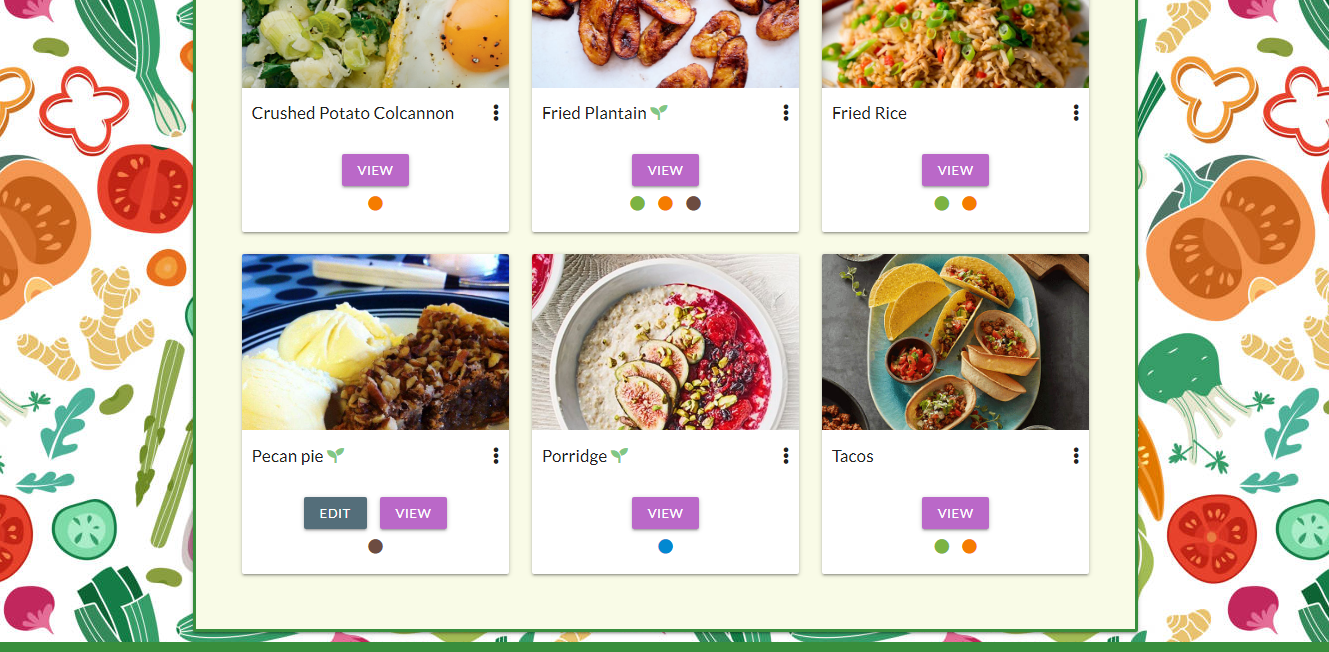 Crushed Potato Colcannon
Fried Plantain
Fried Rice
VIEW
VIEW
VIEW
Pecan pie
Porridge
Tacos
EDIT
VIEW
VIEW
VIEW